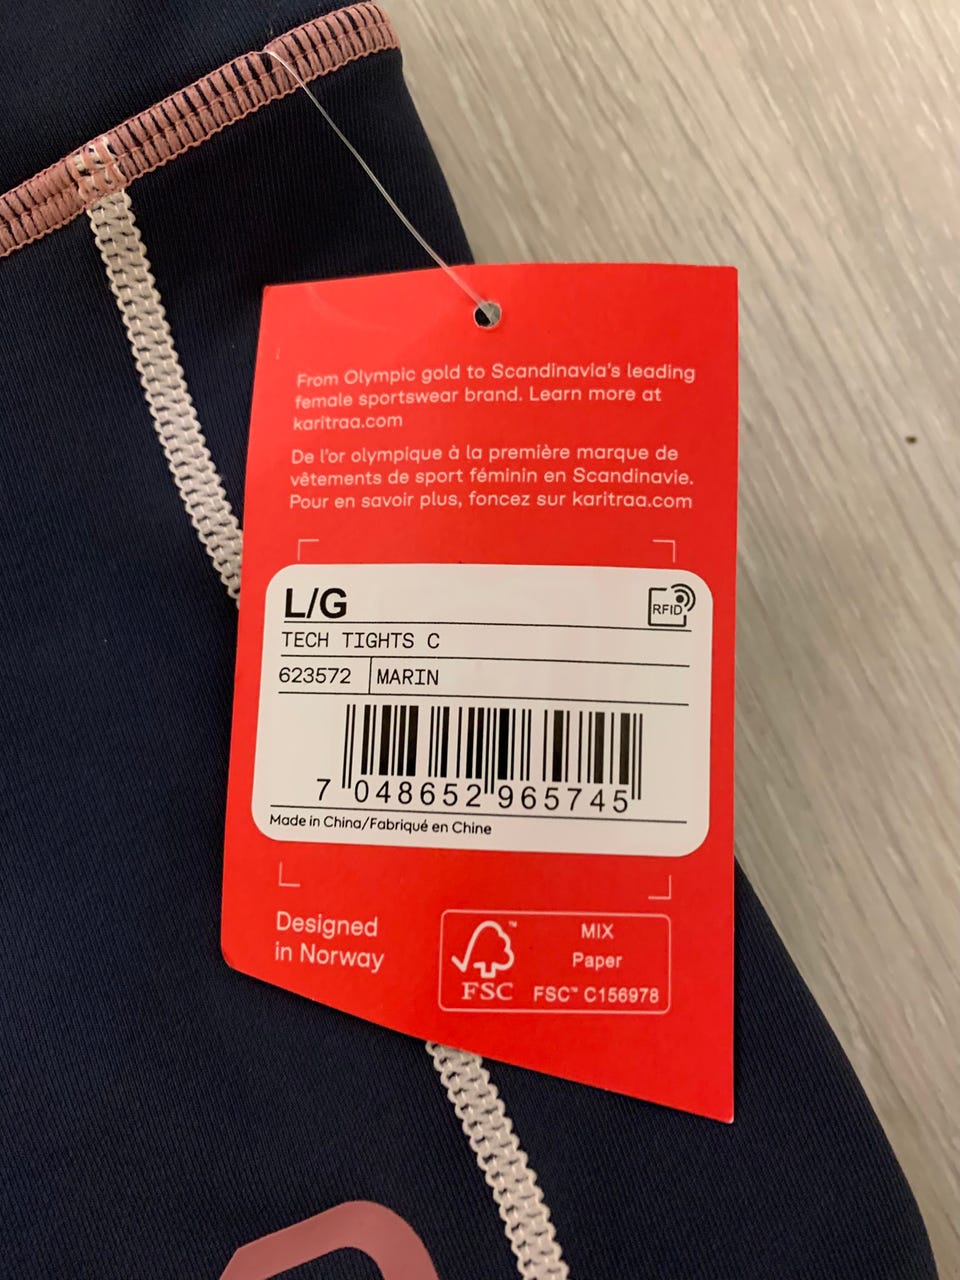 From Olympic gold to Scandinavia's leading
female sportswear brand. Learn more at
karitraa.com
De l'or olympique à la première marque de
vêtements de sport féminin en Scandinavie.
Pour en savoir plus, foncez sur karitraa.com
L/G
RFID
TECH TIGHTS C
623572 MARIN
7 048652 965745
Made in China/Fabriqué en Chine
Designed
in Norway
FSC™
MIX
Paper
FSC™ C156978